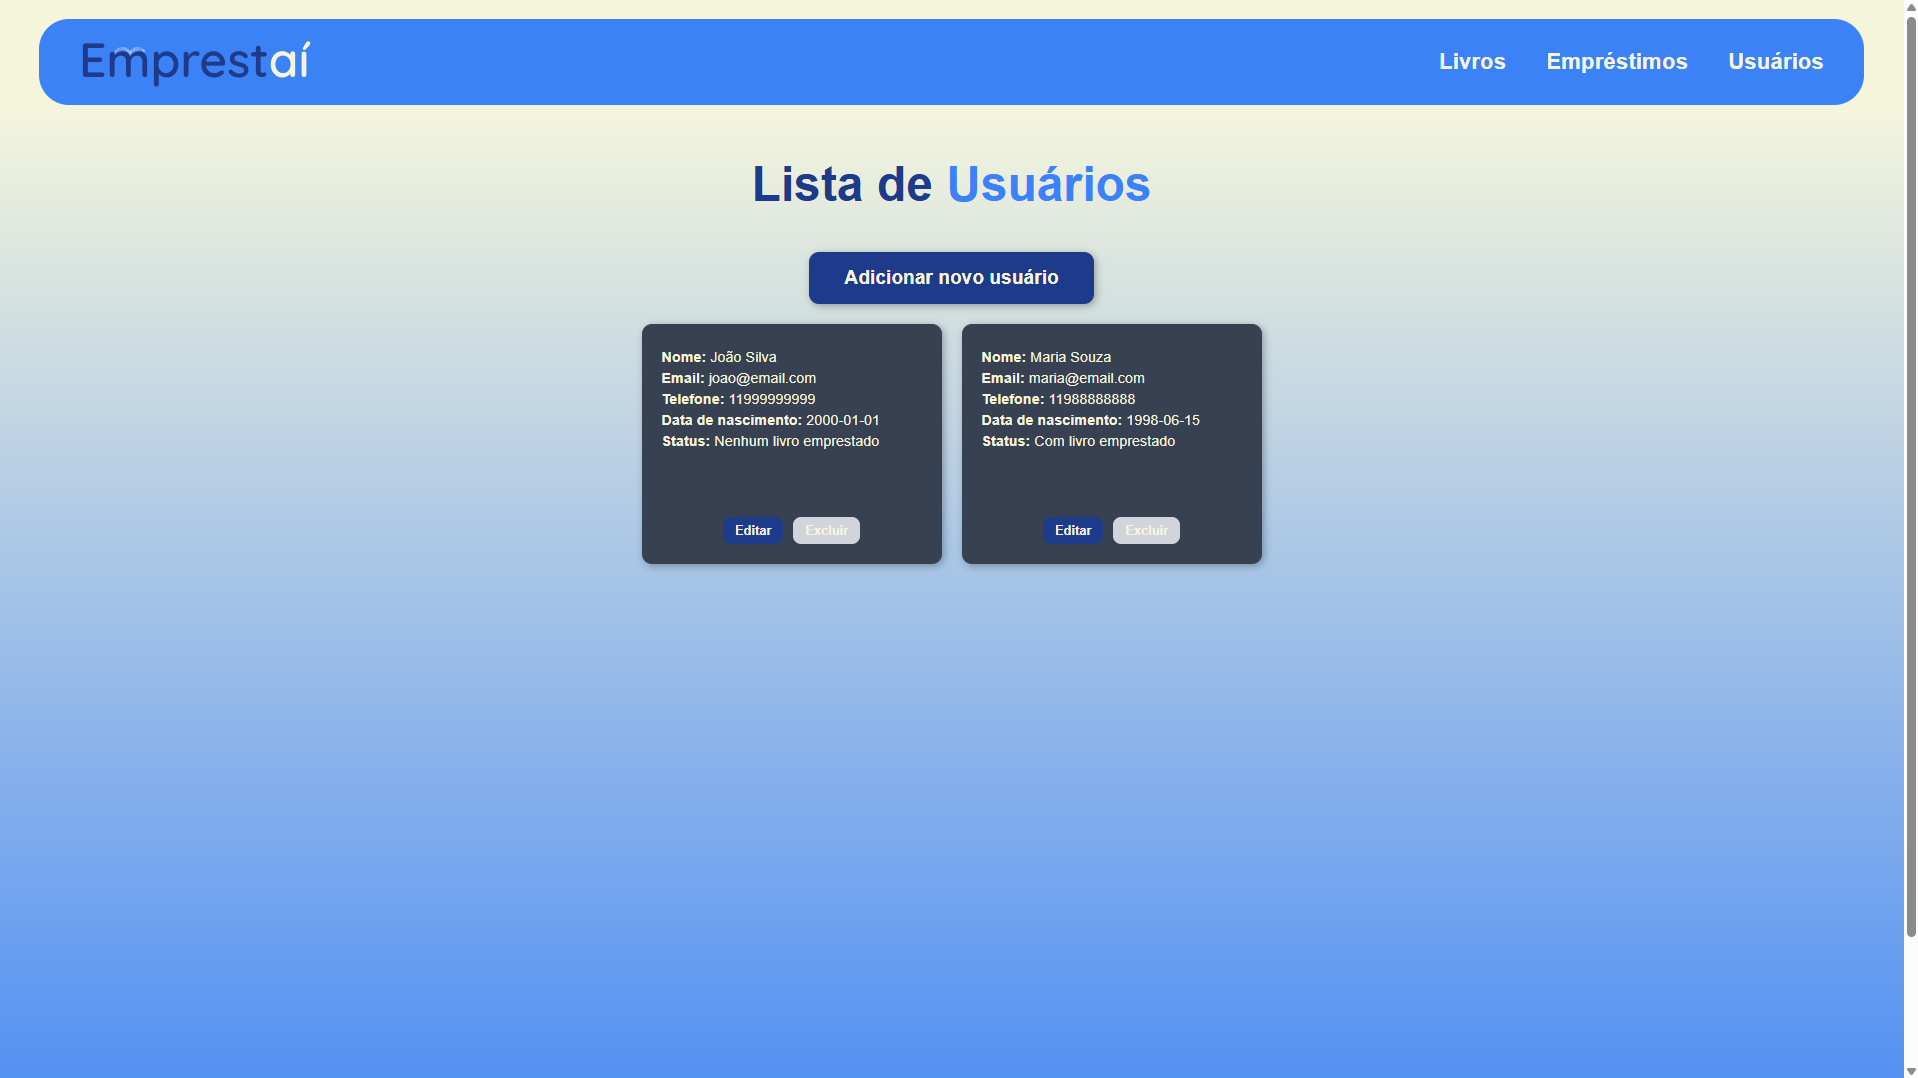 Emprestaí
Livros Empréstimos Usuários
Lista de Usuários
Adicionar novo usuário
Nome: João Silva
Email: joao@email.com
Telefone: 11999999999
Data de nascimento: 2000-01-01
Status: Nenhum livro emprestado
Editar Excluir
Nome: Maria Souza
Email: maria@email.com
Telefone: 11988888888
Data de nascimento: 1998-06-15
Status: Com livro emprestado
Editar Excluir